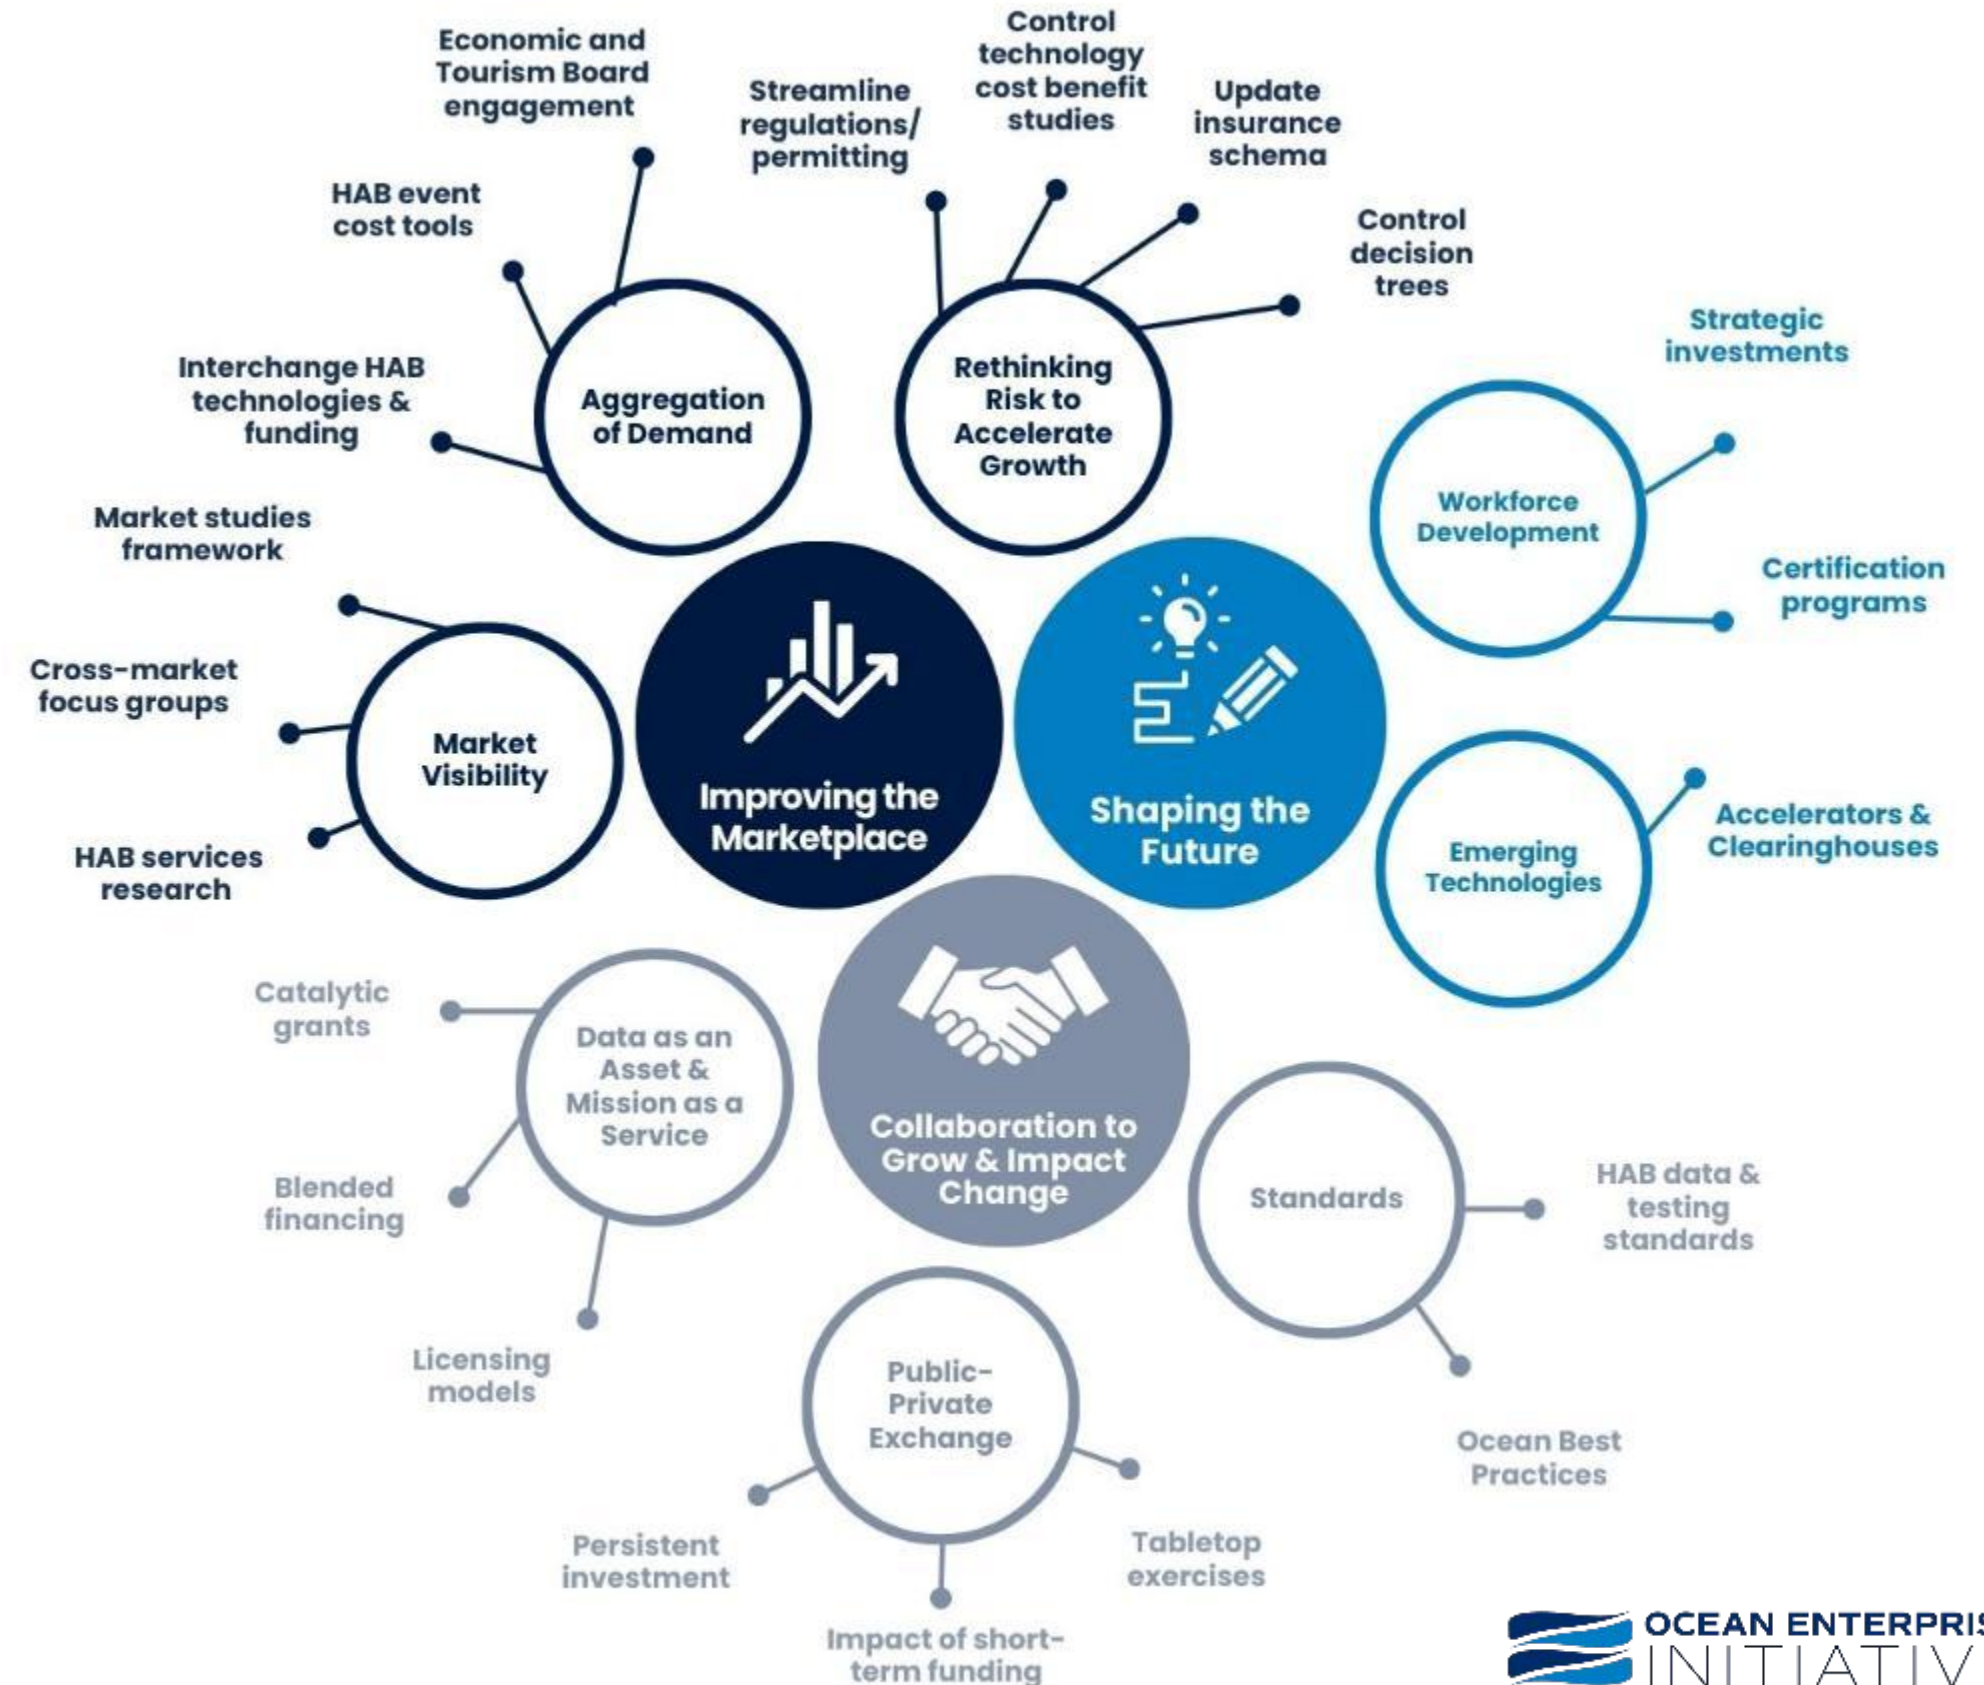 Economic and
Tourism Board
engagement
Streamline
regulations/
permitting
Control
technology
cost benefit
studies
Update
insurance
schema
Control
decision
trees
HAB event
cost tools
Interchange HAB
technologies &
funding
Aggregation
of Demand
Rethinking
Risk to
Accelerate
Growth
Strategic
investments
Workforce
Development
Certification
programs
Market studies
framework
Cross-market
focus groups
HAB services
research
Market
Visibility
Improving the
Marketplace
Shaping the
Future
Emerging
Technologies
Accelerators &
Clearinghouses
Catalytic
grants
Blended
financing
Licensing
models
Data as an
Asset &
Mission as a
Service
Collaboration to
Grow & Impact
Change
Standards
HAB data &
testing
standards
Ocean Best
Practices
Public-
Private
Exchange
Persistent
investment
Impact of short-
term funding
Tabletop
exercises
OCEAN ENTERPRIS
INITIATIV